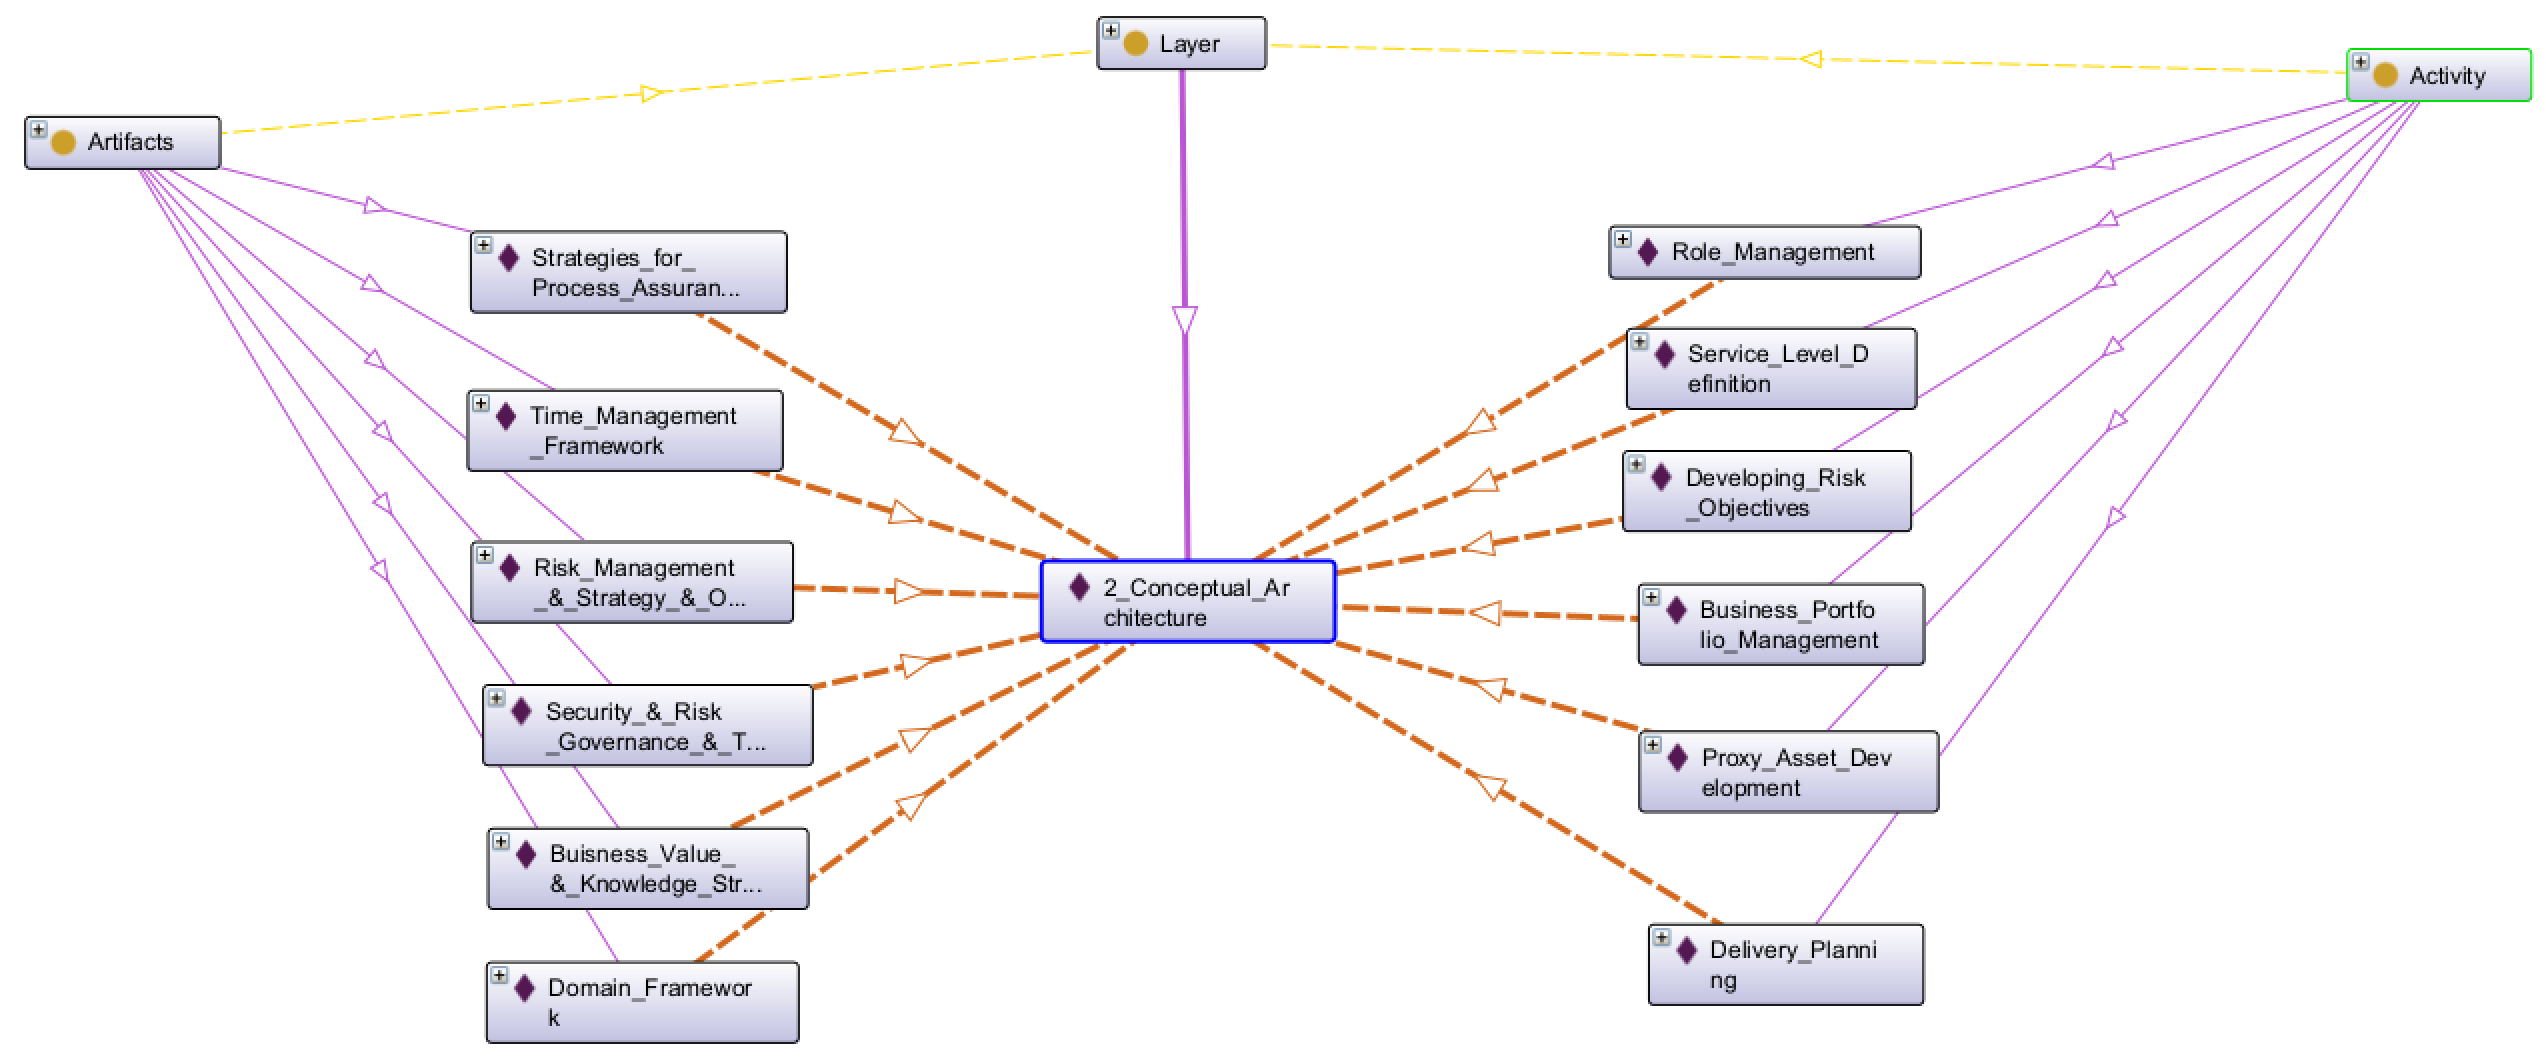 Layer
Activity
Artifacts
Strategies_for_
Process_Assuran...
Time_Management
_Framework
Risk_Management
_&_Strategy_&_O...
Security_&_Risk
_Governance_&_T...
Buisness_Value_
&_Knowledge_Str...
Domain_Framewor
k
2_Conceptual_Ar
chitecture
Role_Management
Service_Level_D
efinition
Developing_Risk
_Objectives
Business_Portfo
lio_Management
Proxy_Asset_Dev
elopment
Delivery_Planni
ng